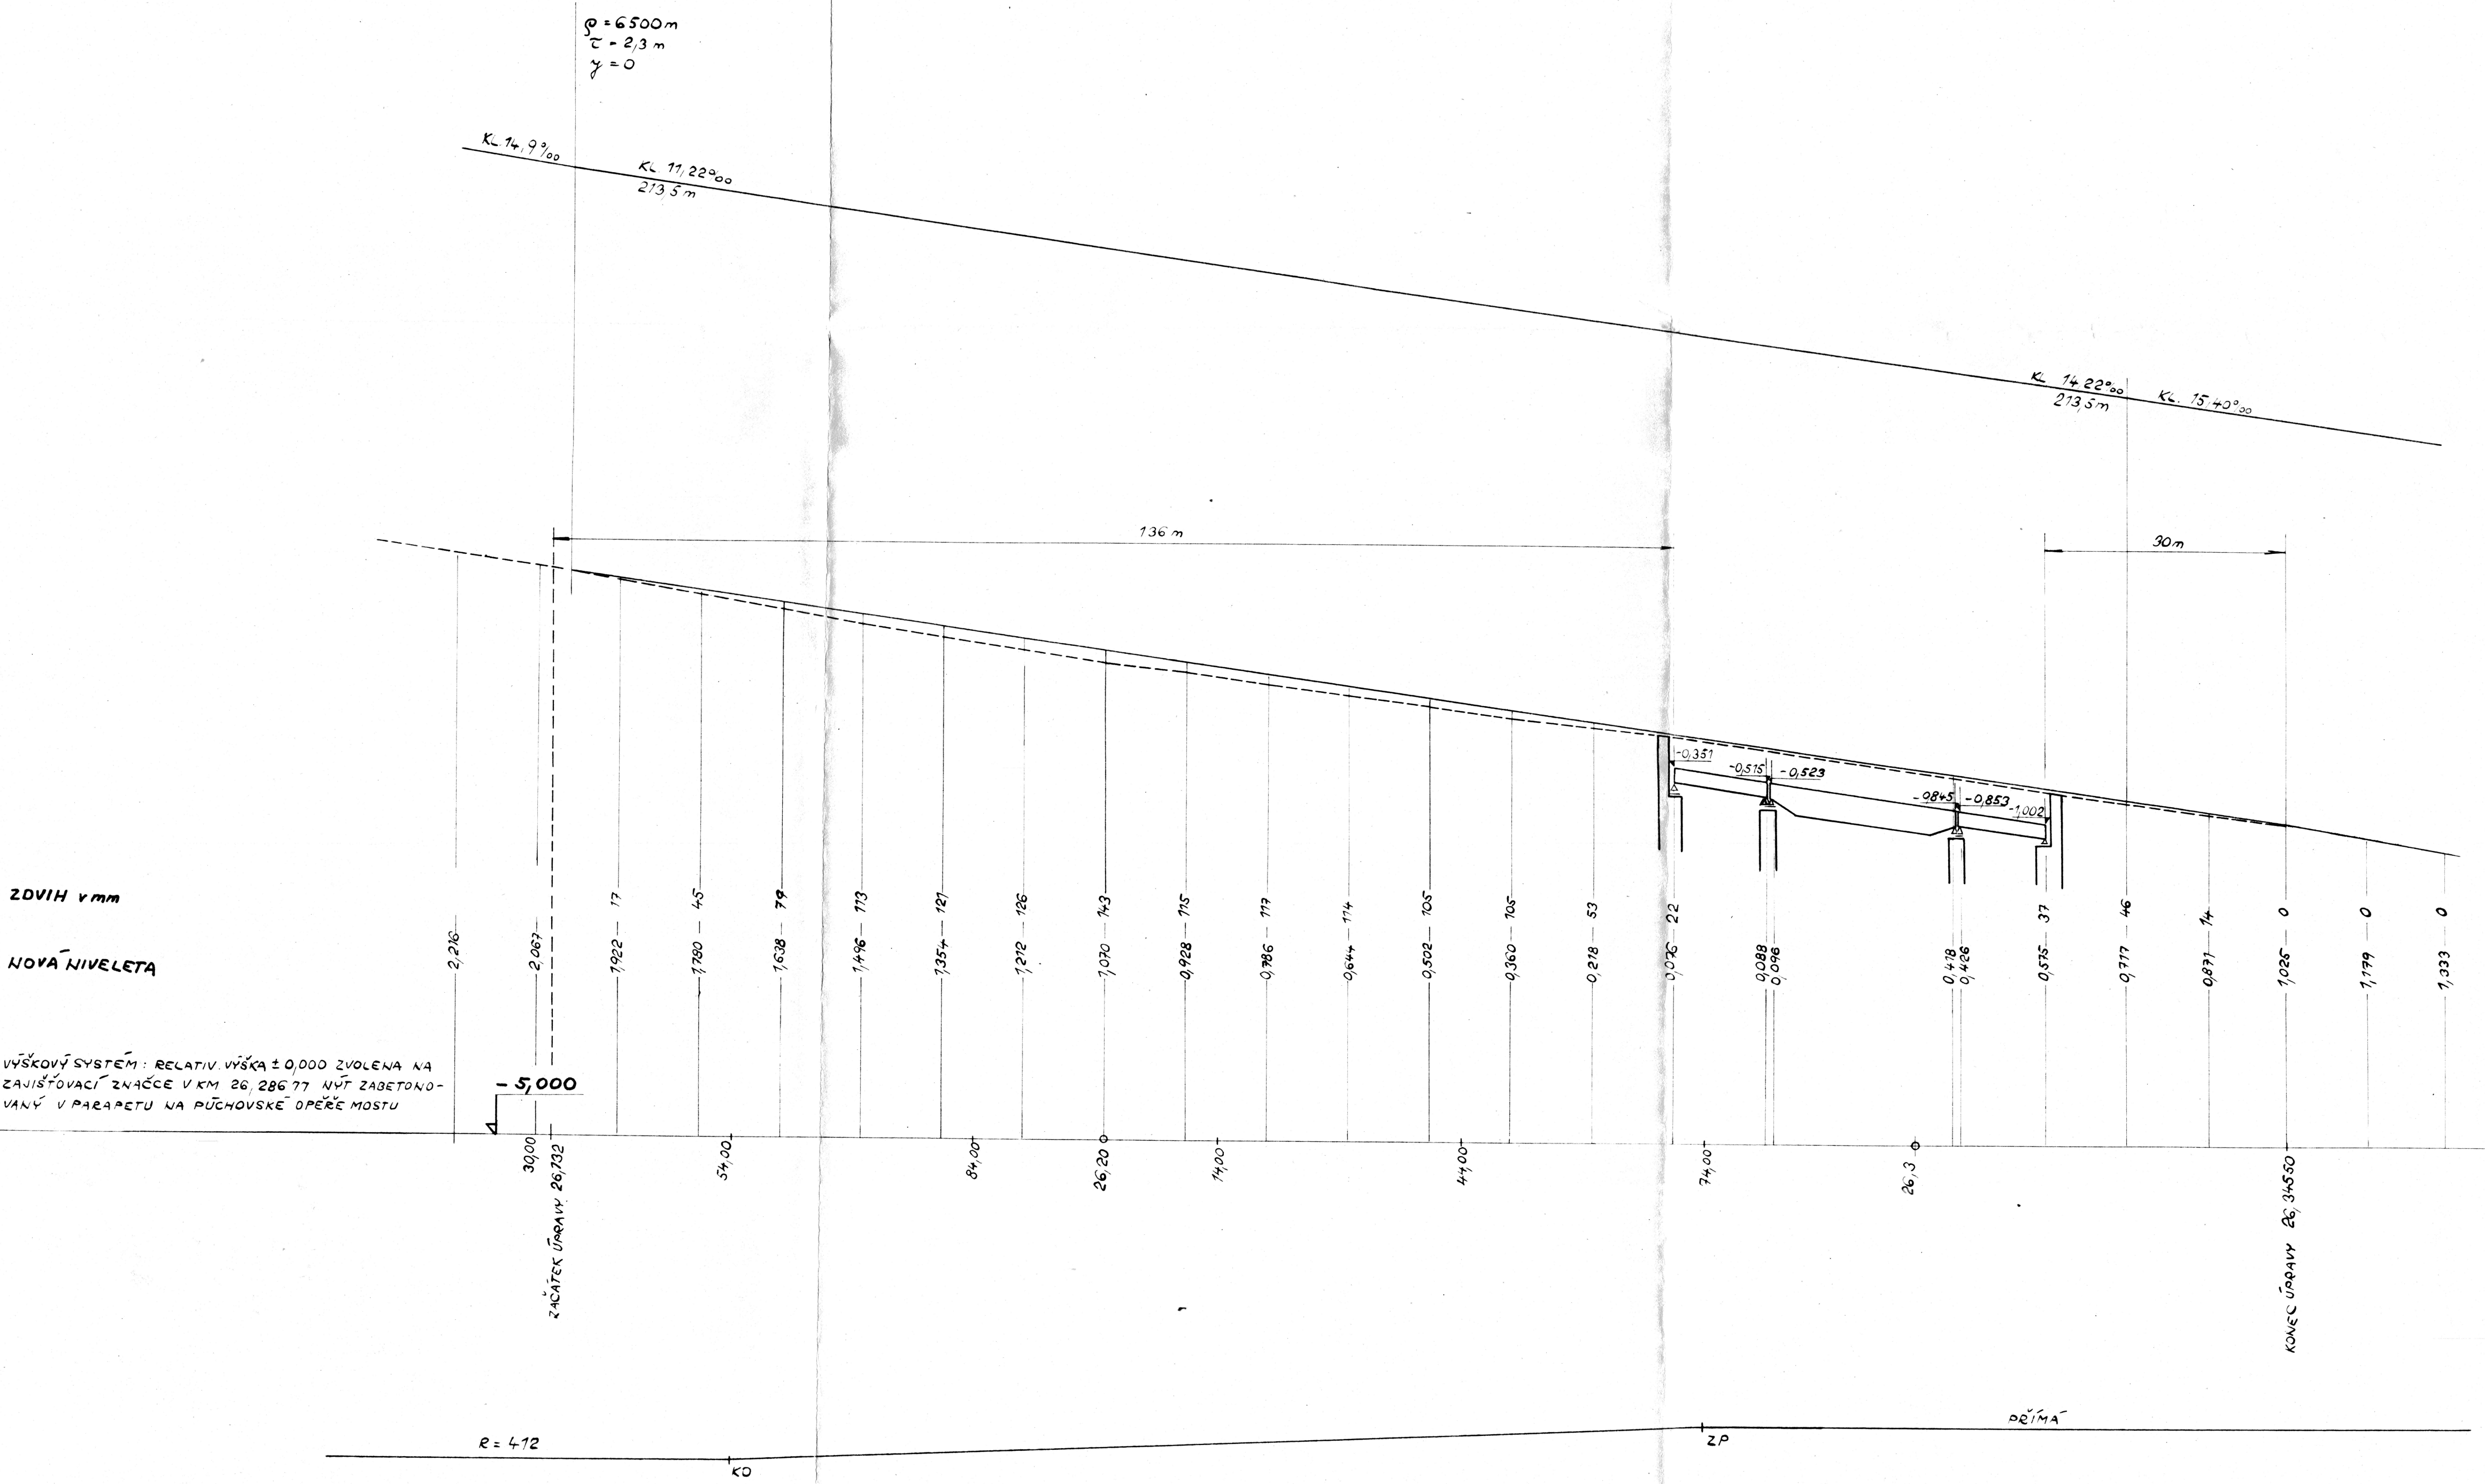 ρ = 6500 m
τ = 2,3 m
y = 0
KL. 14,9‰
KL. 11,22‰
213,5 m
KL 14 22‰
213,5 m
KL. 15,40‰
136 m
30 m
-0,351
-0,515
-0,523
-0,845
-0,853
-1,002
ZDVIH v mm
17 45 79 113 121 126 143 115 117 114 105 105 53 22 37 46 14 0 0 0
NOVÁ NIVELETA
2,216 2,067 1,922 1,780 1,638 1,496 1,354 1,212 1,070 0,928 0,786 0,644 0,502 0,360 0,218 0,076 0,088 0,096 0,418 0,426 0,575 0,717 0,871 1,025 1,179 1,333
VÝŠKOVÝ SYSTÉM : RELATIV. VÝŠKA ± 0,000 ZVOLENA NA
ZAJIŠŤOVACÍ ZNAČCE V KM 26,286 77 NÝT ZABETONO-
VANÝ V PARAPETU NA PÚCHOVSKÉ OPĚŘE MOSTU
- 5,000
30,00
ZAČÁTEK ÚPRAVY 26,132
54,00
84,00
26,20
14,00
44,00
74,00
26,3
KONEC ÚPRAVY 26,34550
R = 412
KO
ZP
PŘÍMÁ